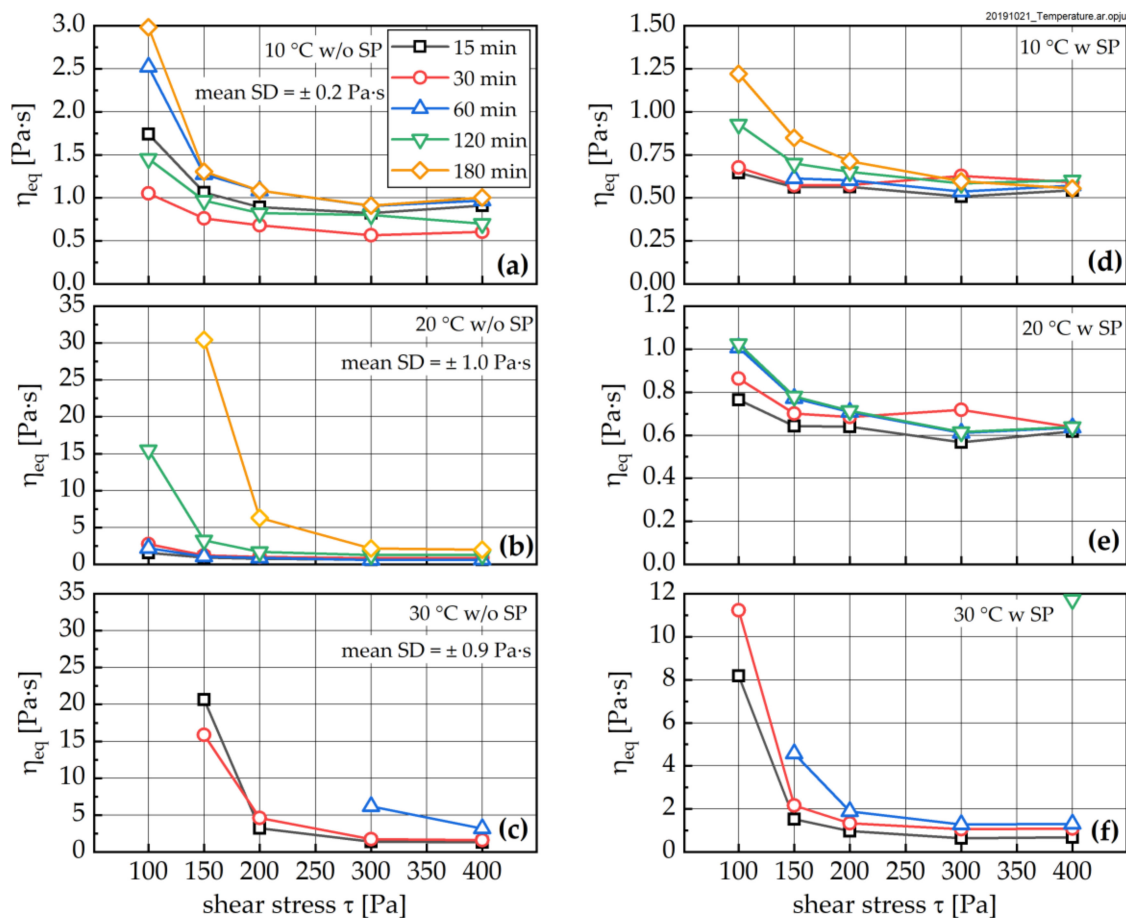 20191021_Temperature.ar.opju
3.0
2.5
2.0
1.5
1.0
0.5
0.0
η_eq [Pa·s]
10 °C w/o SP
mean SD = ± 0.2 Pa·s
15 min
30 min
60 min
120 min
180 min
(a)
1.50
1.25
1.00
0.75
0.50
0.25
0.00
η_eq [Pa·s]
10 °C w SP
(d)
35
30
25
20
15
10
5
0
η_eq [Pa·s]
20 °C w/o SP
mean SD = ± 1.0 Pa·s
(b)
1.2
1.0
0.8
0.6
0.4
0.2
0.0
η_eq [Pa·s]
20 °C w SP
(e)
35
30
25
20
15
10
5
0
η_eq [Pa·s]
30 °C w/o SP
mean SD = ± 0.9 Pa·s
(c)
100 150 200 250 300 350 400
shear stress τ [Pa]
12
10
8
6
4
2
0
η_eq [Pa·s]
30 °C w SP
(f)
100 150 200 250 300 350 400
shear stress τ [Pa]